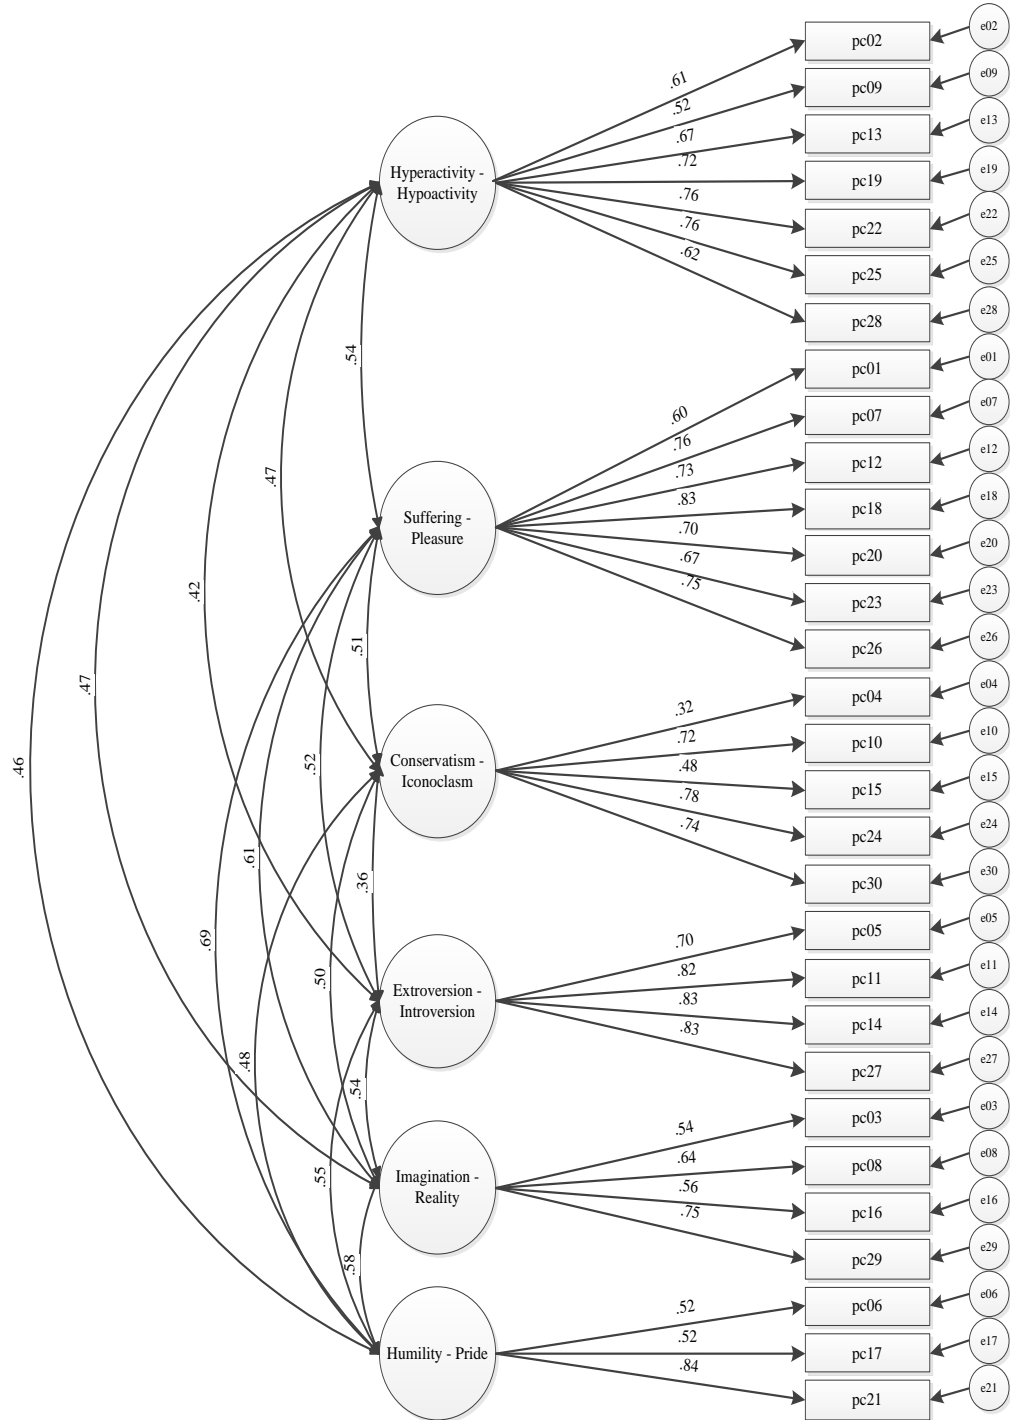 pc02
e02
.61
pc09
e09
.52
pc13
e13
.67
Hyperactivity -
Hypoactivity
.72
pc19
e19
.76
pc22
e22
.76
pc25
e25
.62
pc28
e28
.54
pc01
e01
.60
pc07
e07
.76
pc12
e12
.73
.47
pc18
e18
.83
Suffering -
Pleasure
.70
pc20
e20
.67
pc23
e23
.75
pc26
e26
.42
.51
pc04
e04
.32
.47
pc10
e10
.72
.46
.52
Conservatism -
Iconoclasm
.48
pc15
e15
.78
pc24
e24
.74
pc30
e30
.61
.36
pc05
e05
.70
.69
pc11
e11
.82
.50
Extroversion -
Introversion
.83
pc14
e14
.83
pc27
e27
.48
.54
pc03
e03
.54
pc08
e08
.64
.55
Imagination -
Reality
.56
pc16
e16
.75
pc29
e29
.58
pc06
e06
.52
Humility - Pride
.52
pc17
e17
.84
pc21
e21